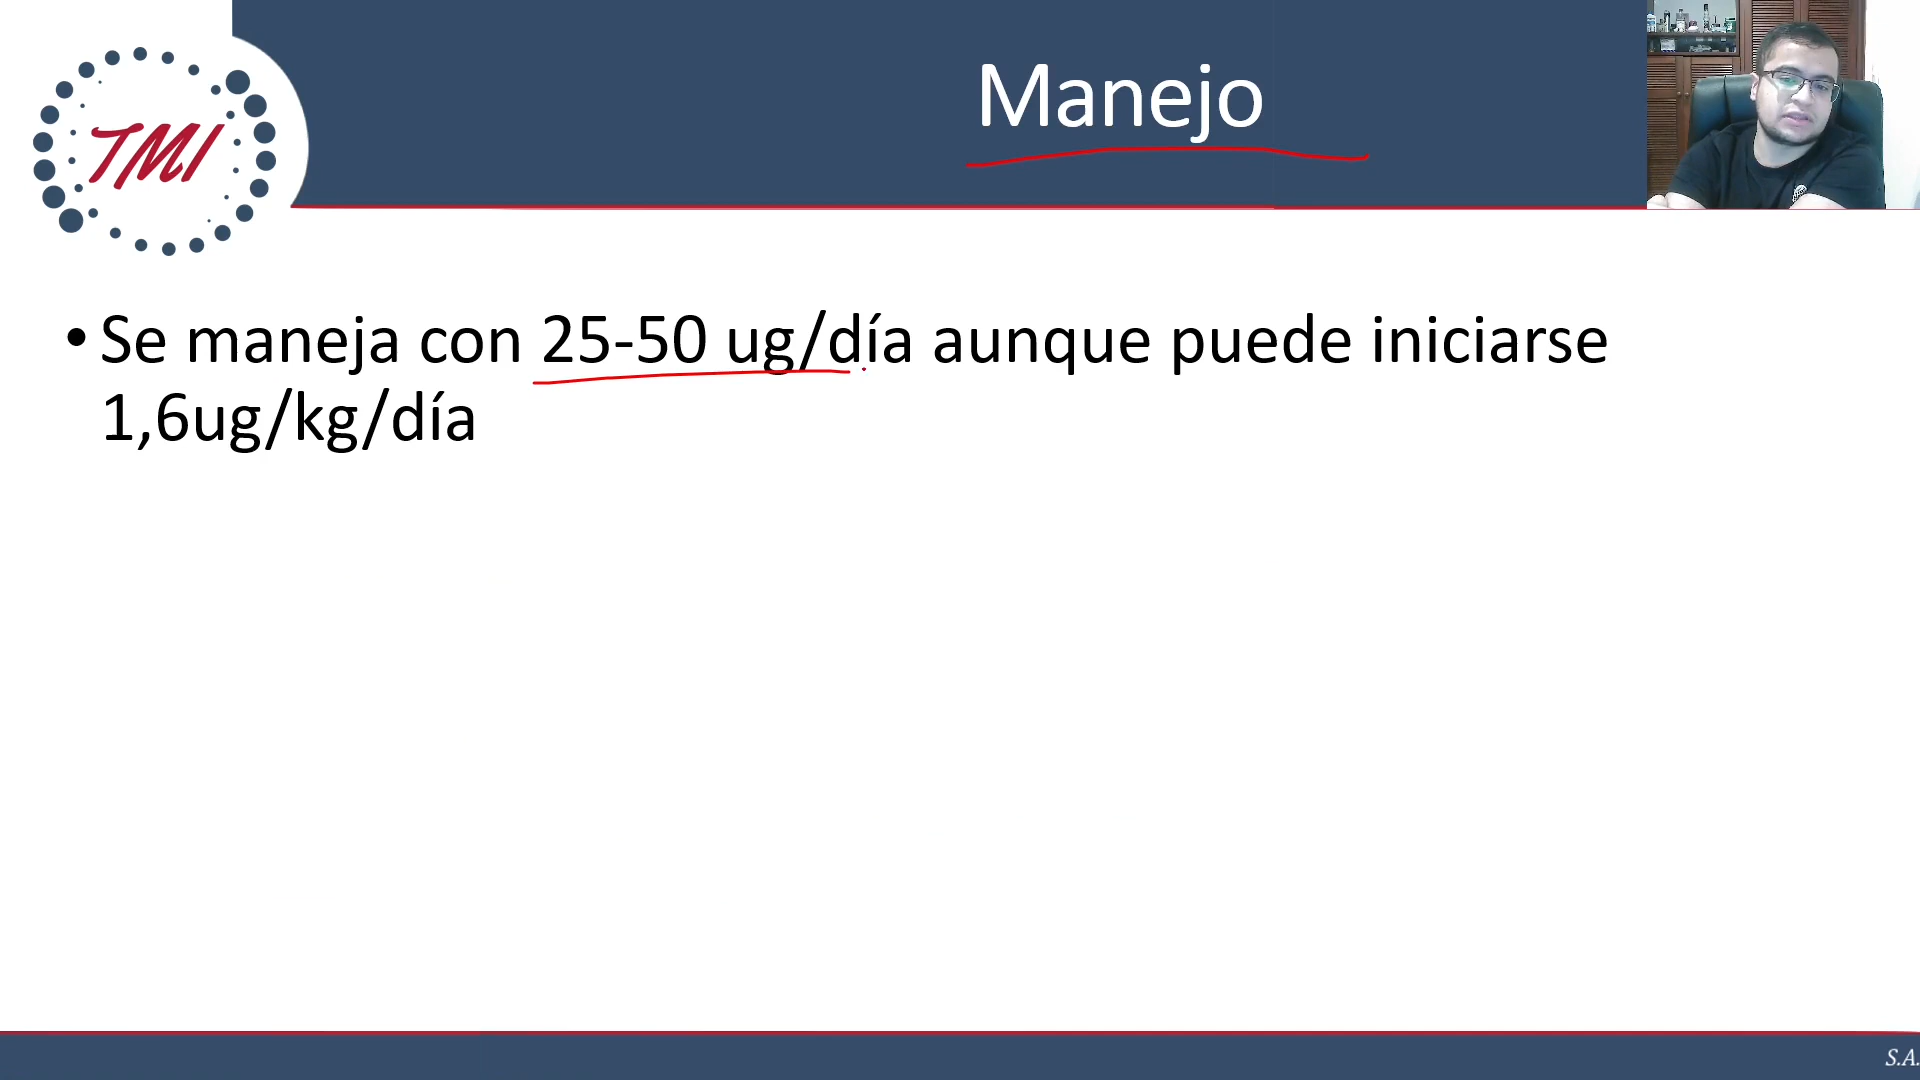 TMI
Manejo
• Se maneja con 25-50 ug/día aunque puede iniciarse
1,6ug/kg/día
S.A.